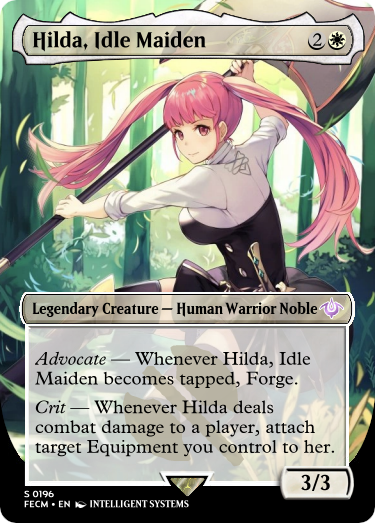 Hilda, Idle Maiden 2
Legendary Creature — Human Warrior Noble
Advocate — Whenever Hilda, Idle
Maiden becomes tapped, Forge.
Crit — Whenever Hilda deals
combat damage to a player, attach
target Equipment you control to her.
3/3
S 0196
FECM • EN INTELLIGENT SYSTEMS